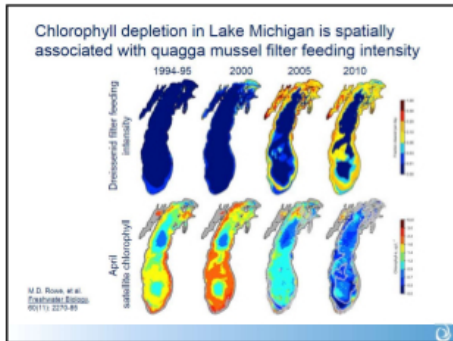 Chlorophyll depletion in Lake Michigan is spatially
associated with quagga mussel filter feeding intensity
1994-95 2000 2005 2010
Dreissenid filter feeding
intensity
April
satellite chlorophyll
M.D. Rowe, et al.
Freshwater Biology,
60(11): 2270-85